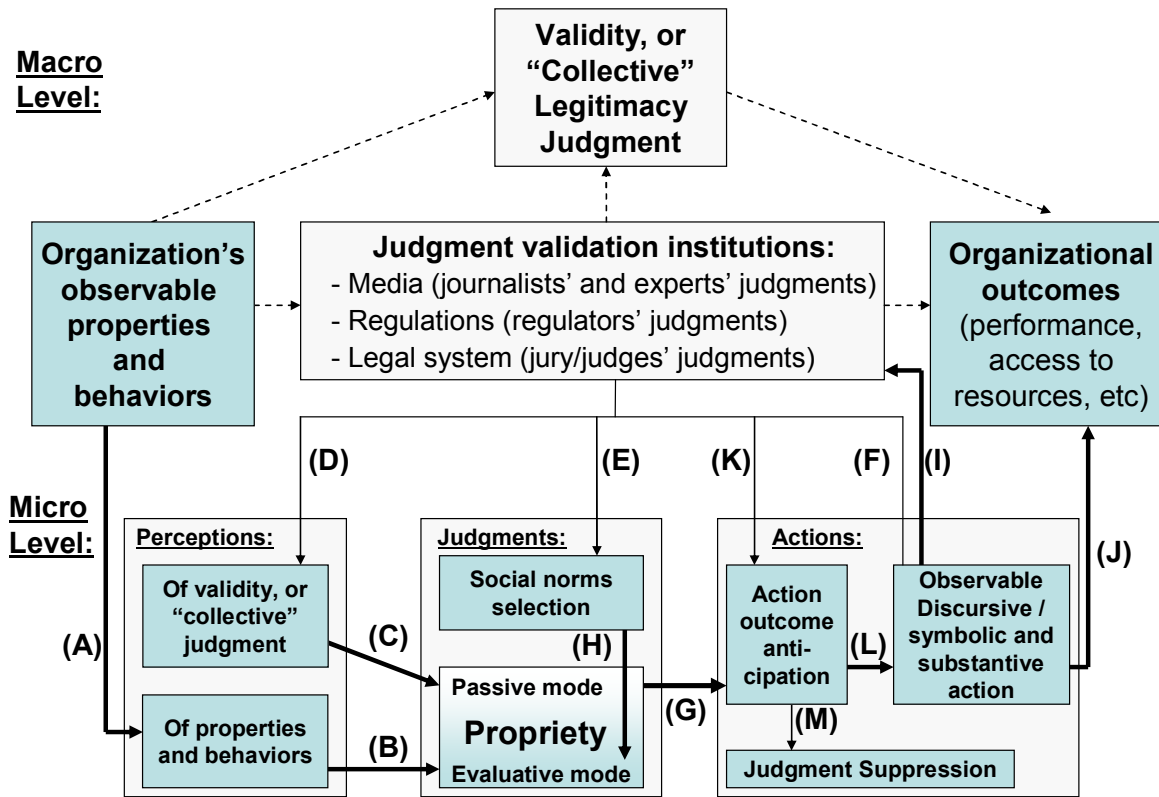 Macro
Level:
Validity, or
“Collective”
Legitimacy
Judgment
Organization’s
observable
properties
and
behaviors
Judgment validation institutions:
- Media (journalists’ and experts’ judgments)
- Regulations (regulators’ judgments)
- Legal system (jury/judges’ judgments)
Organizational
outcomes
(performance,
access to
resources, etc)
(D)
(E)
(K)
(F)
(I)
(J)
Micro
Level:
(A)
Perceptions:
Of validity, or
“collective”
judgment
Of properties
and behaviors
(C)
(B)
Judgments:
Social norms
selection
(H)
Passive mode
Propriety
Evaluative mode
(G)
Actions:
Action
outcome
anti-
cipation
(L)
Observable
Discursive /
symbolic and
substantive
action
(M)
Judgment Suppression